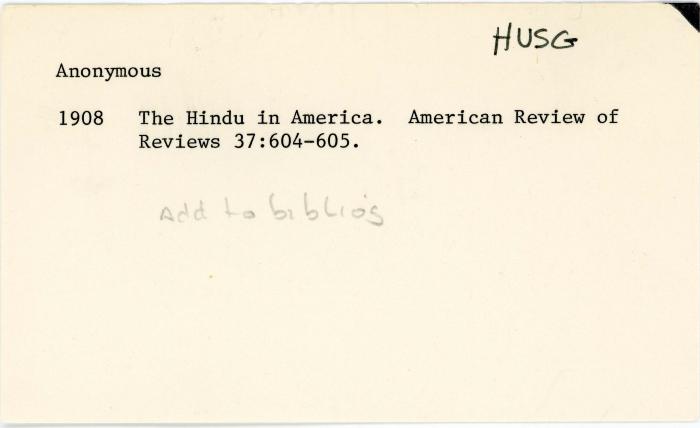 HUSG
Anonymous
1908 The Hindu in America. American Review of
Reviews 37:604-605.
Add to biblio's